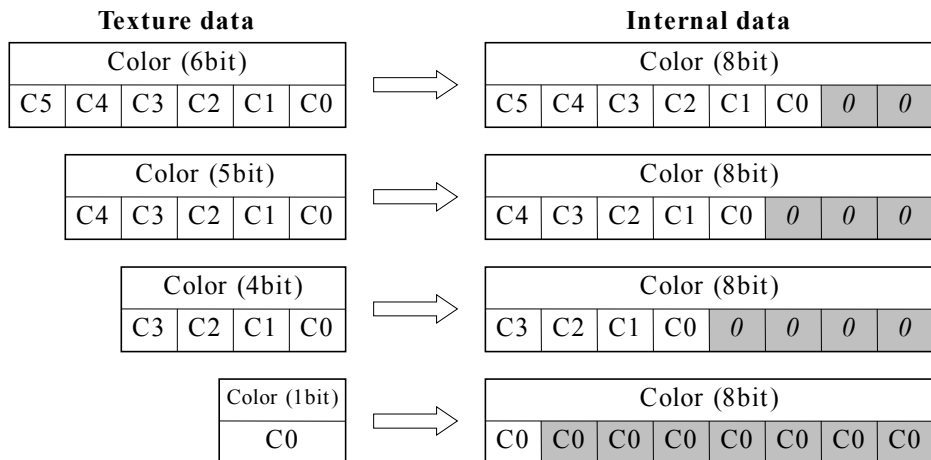 Texture data Internal data
Color (6bit) Color (8bit)
C5 C4 C3 C2 C1 C0 C5 C4 C3 C2 C1 C0 0 0
Color (5bit) Color (8bit)
C4 C3 C2 C1 C0 C4 C3 C2 C1 C0 0 0 0
Color (4bit) Color (8bit)
C3 C2 C1 C0 C3 C2 C1 C0 0 0 0 0
Color (1bit) Color (8bit)
C0 C0 C0 C0 C0 C0 C0 C0 C0